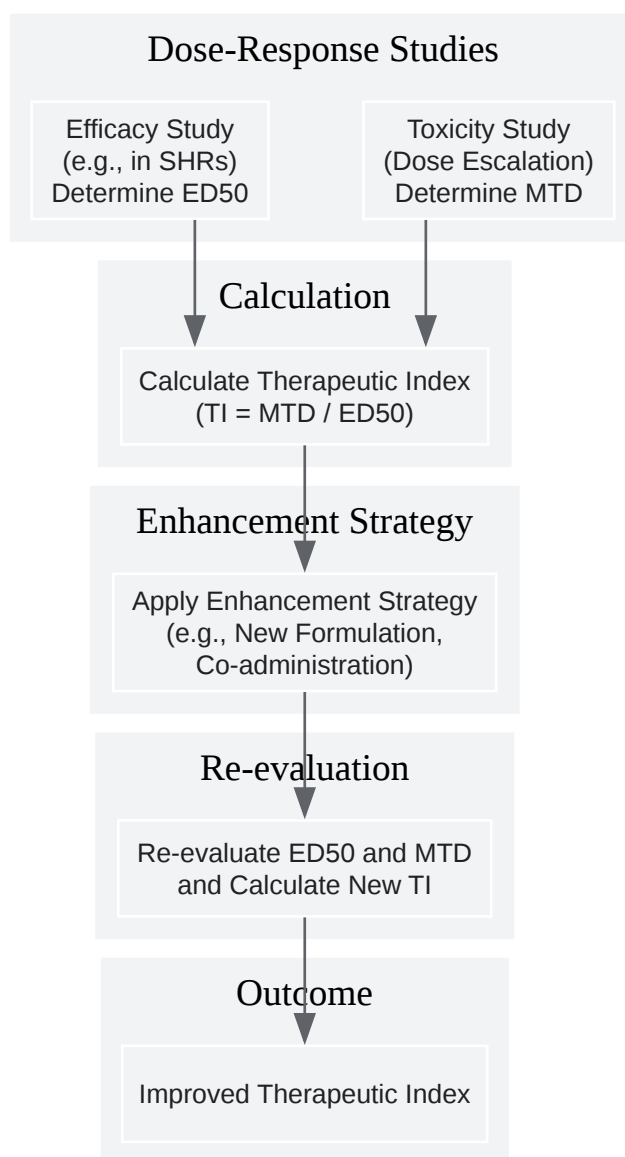 Dose-Response Studies
Efficacy Study
(e.g., in SHRs)
Determine ED50
Toxicity Study
(Dose Escalation)
Determine MTD
Calculation
Calculate Therapeutic Index
(TI = MTD / ED50)
Enhancement Strategy
Apply Enhancement Strategy
(e.g., New Formulation,
Co-administration)
Re-evaluation
Re-evaluate ED50 and MTD
and Calculate New TI
Outcome
Improved Therapeutic Index